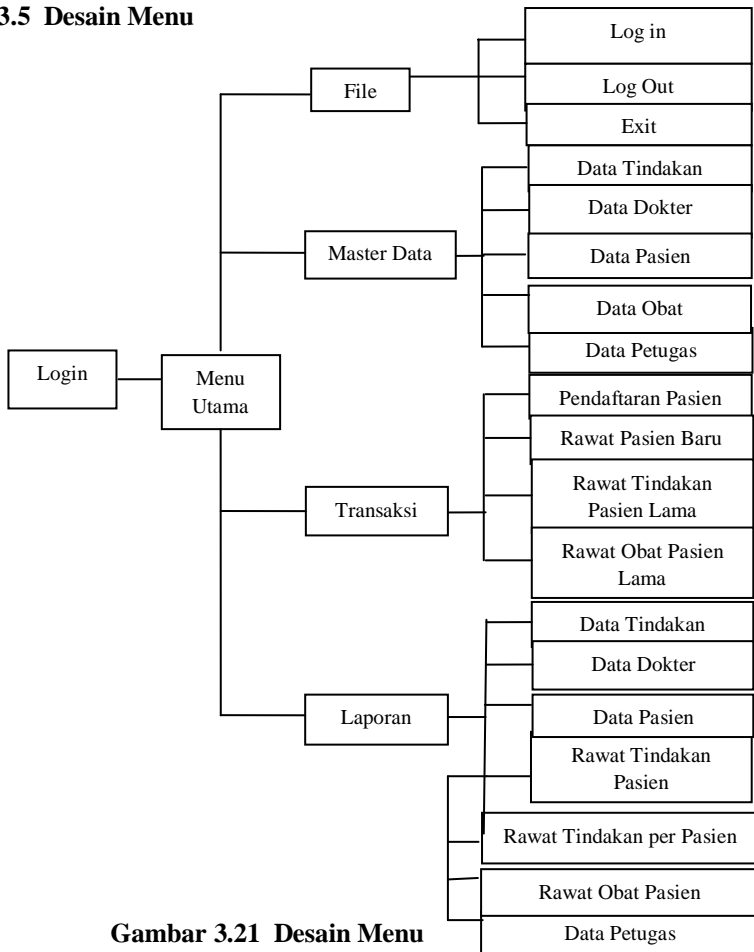 3.5 Desain Menu
Login
Menu
Utama
File
Log in
Log Out
Exit
Master Data
Data Tindakan
Data Dokter
Data Pasien
Data Obat
Data Petugas
Transaksi
Pendaftaran Pasien
Rawat Pasien Baru
Rawat Tindakan
Pasien Lama
Rawat Obat Pasien
Lama
Laporan
Data Tindakan
Data Dokter
Data Pasien
Rawat Tindakan
Pasien
Rawat Tindakan per Pasien
Rawat Obat Pasien
Data Petugas
Gambar 3.21 Desain Menu